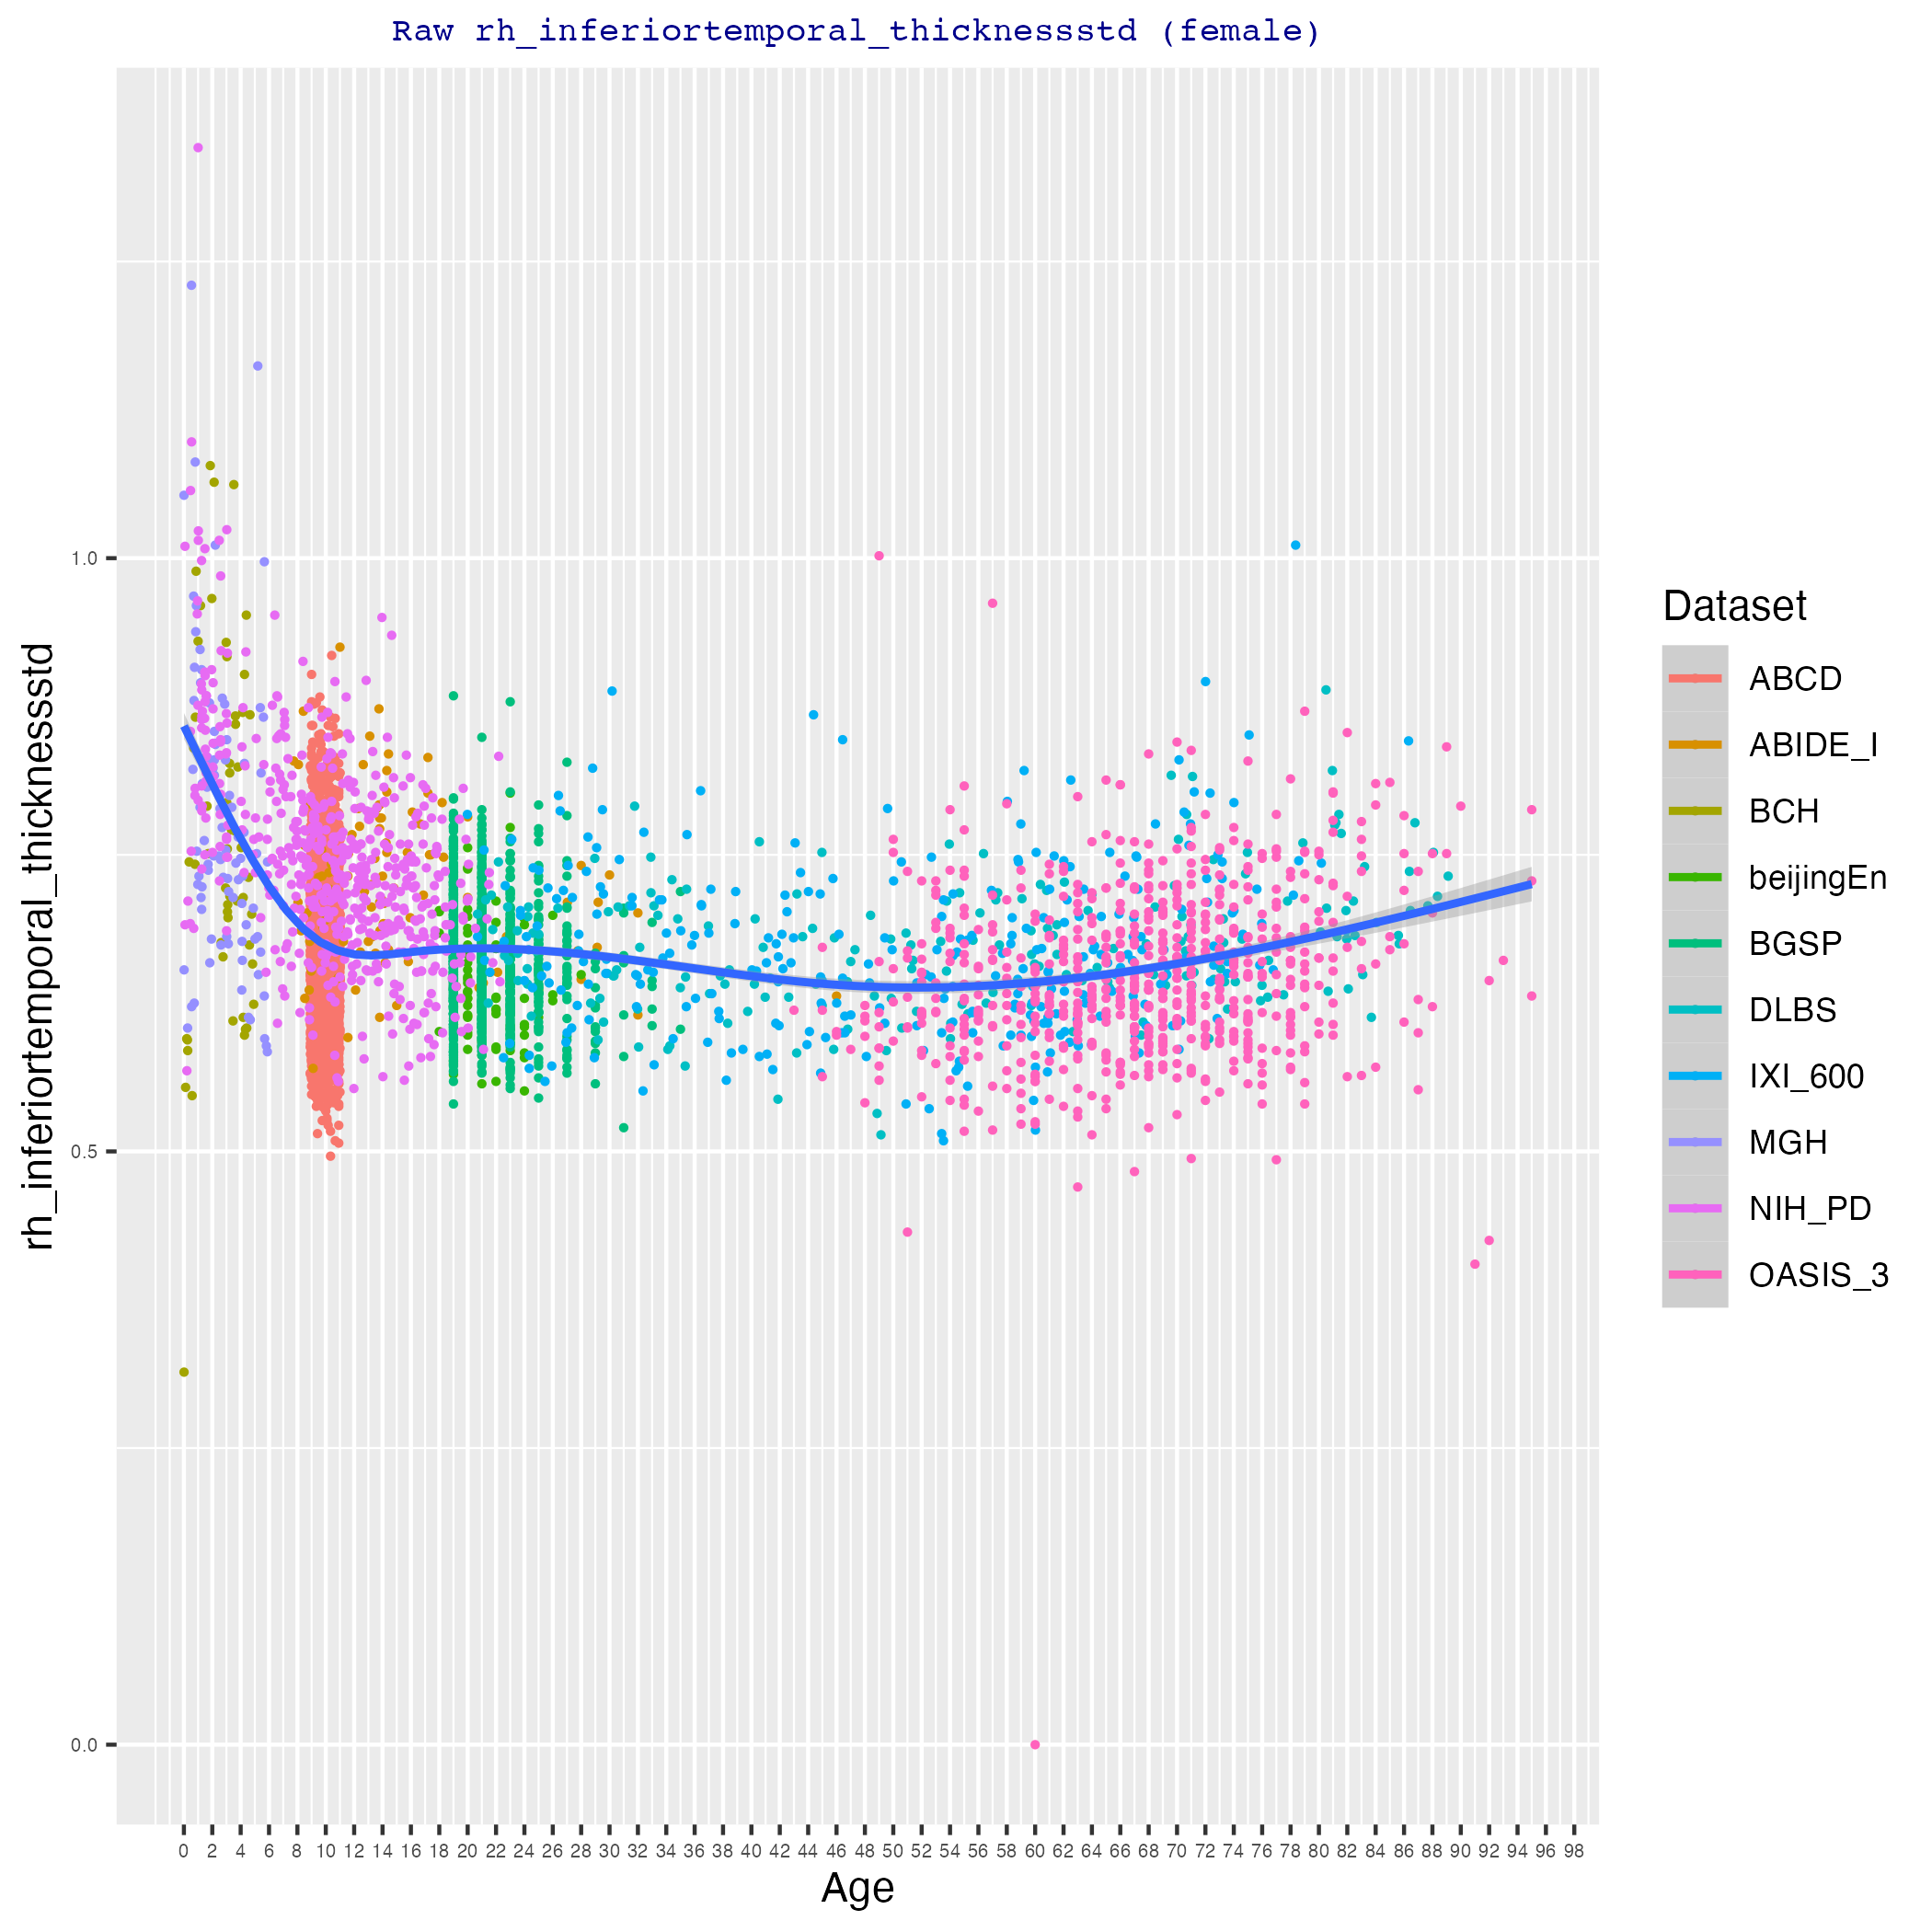 Raw rh_inferiortemporal_thicknessstd (female)
rh_inferiortemporal_thicknessstd
1.0
0.5
0.0
0 2 4 6 8 10 12 14 16 18 20 22 24 26 28 30 32 34 36 38 40 42 44 46 48 50 52 54 56 58 60 62 64 66 68 70 72 74 76 78 80 82 84 86 88 90 92 94 96 98
Age
Dataset
ABCD
ABIDE_I
BCH
beijingEn
BGSP
DLBS
IXI_600
MGH
NIH_PD
OASIS_3